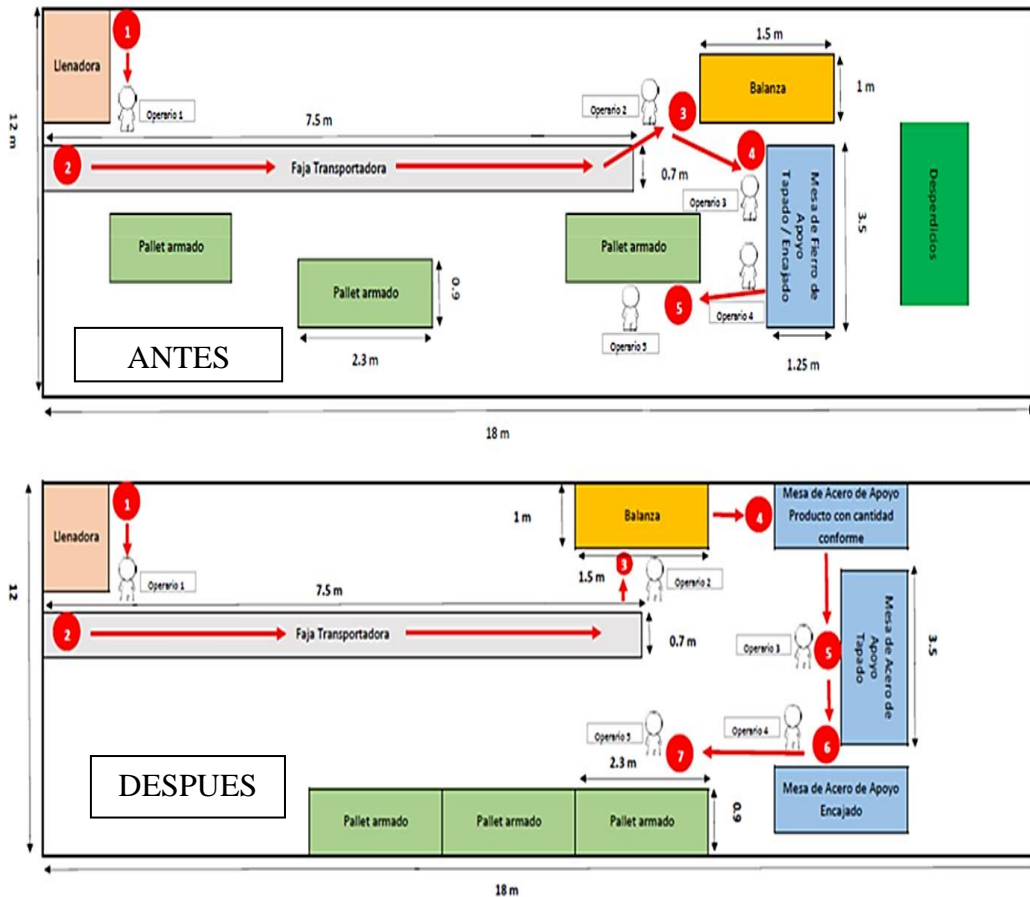 1
Llenadora
Operario 1
12 m
7.5 m
2
Faja Transportadora
0.7 m
Operario 2
3
1.5 m
Balanza
1 m
4
Operario 3
Mesa de Fierro de
Apoyo
Tapado / Encajado
3.5
Desperdicios
Pallet armado
Pallet armado
Pallet armado
0.9
2.3 m
Operario 4
5
Operario 5
1.25 m
ANTES
18 m
1
Llenadora
Operario 1
12
7.5 m
2
Faja Transportadora
0.7 m
1 m
Balanza
1.5 m
3
Operario 2
4
Mesa de Acero de Apoyo
Producto con cantidad
conforme
Operario 3
5
Mesa de Acero de
Apoyo
Tapado
3.5
Operario 4
6
Operario 5
7
2.3 m
Mesa de Acero de Apoyo
Encajado
DESPUES
Pallet armado
Pallet armado
Pallet armado
0.9
18 m